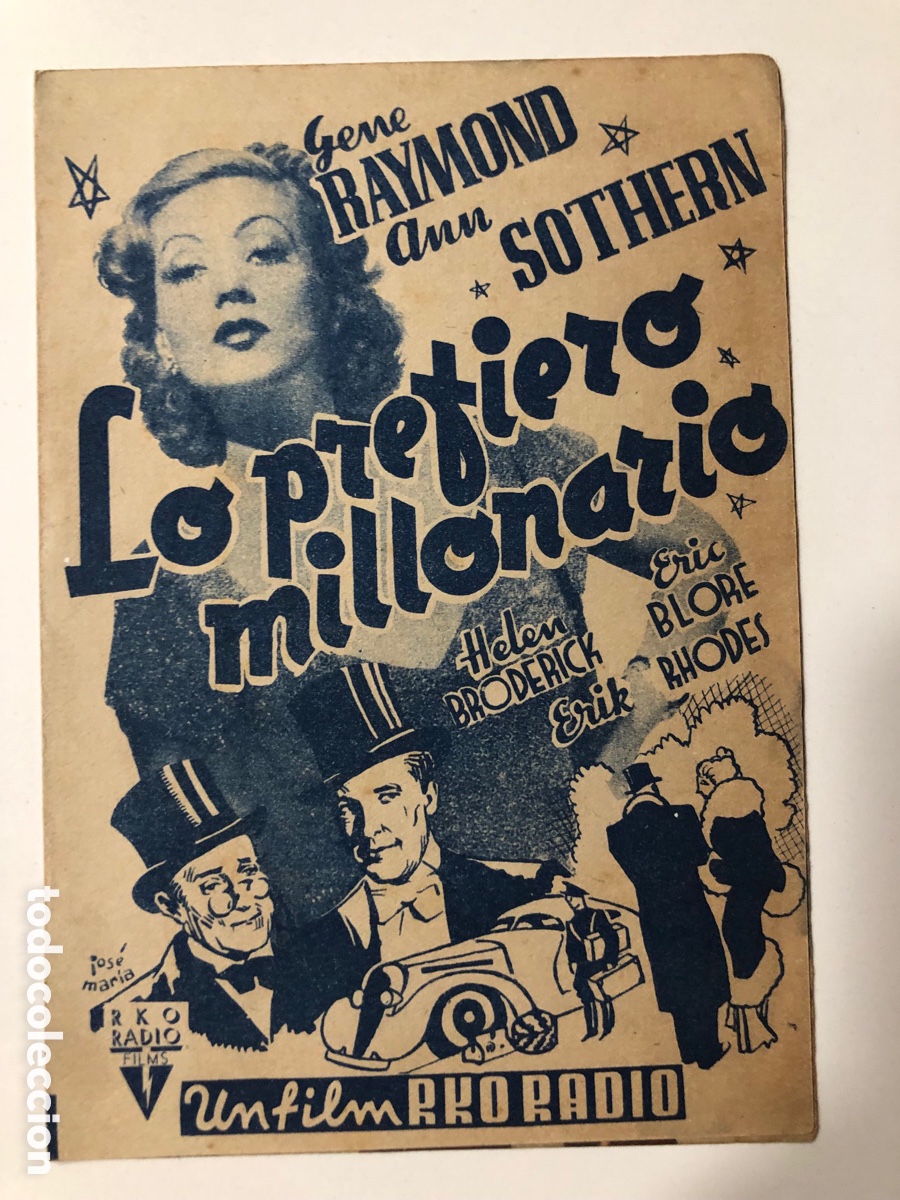 Gene
RAYMOND
Ann
SOTHERN
Lo prefiero
millonario
Helen
BRODERICK
Eric
BLORE
Erik RHODES
josé
maría
RKO
RADIO
FILMS
Un film RKO RADIO
todocoleccion